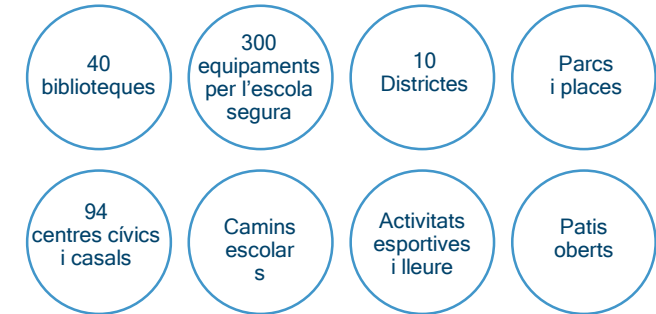 40
biblioteques
300
equipaments
per l'escola
segura
10
Districtes
Parcs
i places
94
centres cívics
i casals
Camins
escolar
s
Activitats
esportives
i lleure
Patis
oberts